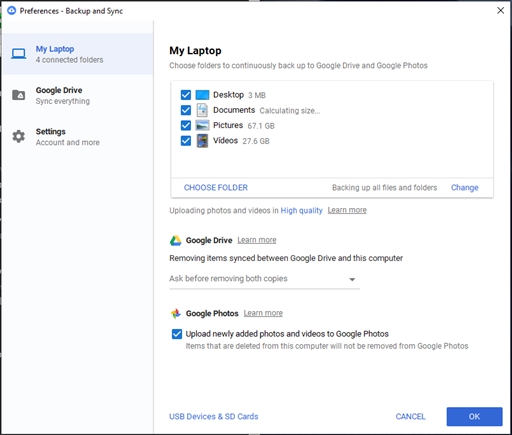 Preferences - Backup and Sync
My Laptop
4 connected folders
Google Drive
Sync everything
Settings
Account and more
My Laptop
Choose folders to continuously back up to Google Drive and Google Photos
Desktop 3 MB
Documents Calculating size...
Pictures 67.1 GB
Vídeos 27.6 GB
CHOOSE FOLDER Backing up all files and folders Change
Uploading photos and videos in High quality Learn more
Google Drive Learn more
Removing items synced between Google Drive and this computer
Ask before removing both copies
Google Photos Learn more
Upload newly added photos and videos to Google Photos
Items that are deleted from this computer will not be removed from Google Photos
USB Devices & SD Cards CANCEL OK